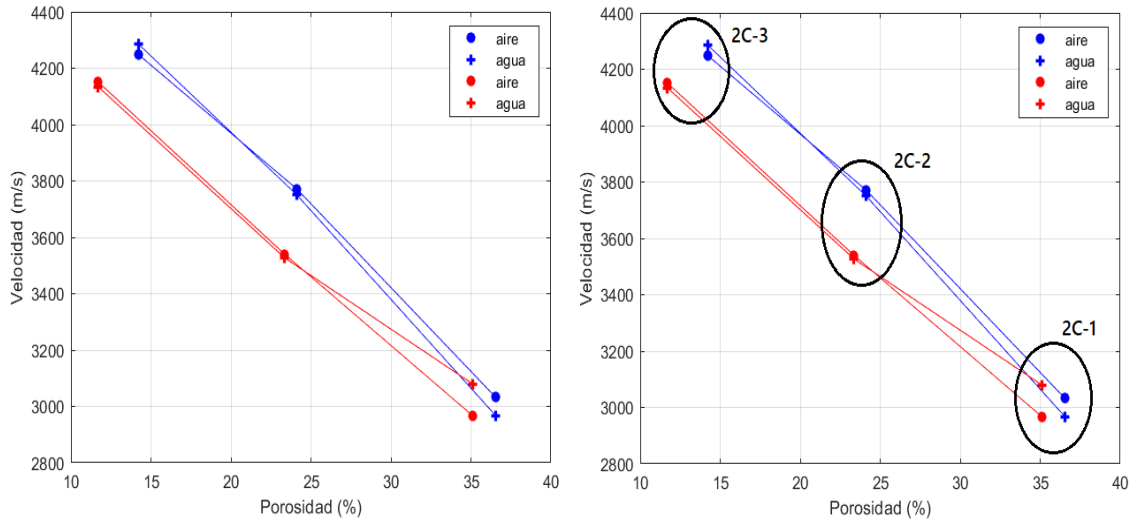 4400
4200
4000
3800
3600
3400
3200
3000
2800
Velocidad (m/s)
10 15 20 25 30 35 40
Porosidad (%)
aire
agua
aire
agua
4400
4200
4000
3800
3600
3400
3200
3000
2800
Velocidad (m/s)
10 15 20 25 30 35 40
Porosidad (%)
2C-3
2C-2
2C-1
aire
agua
aire
agua